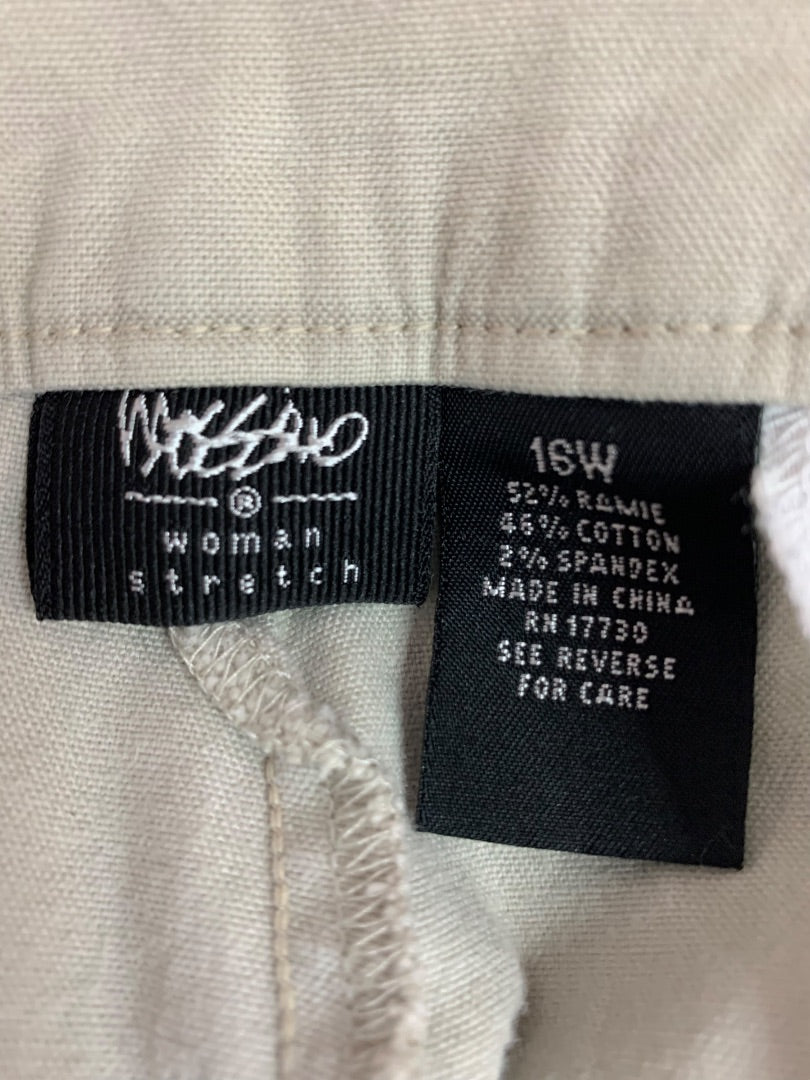 Mossimo
®
woman
stretch
16W
52% RAMIE
46% COTTON
2% SPANDEX
MADE IN CHINA
RN 17730
SEE REVERSE
FOR CARE